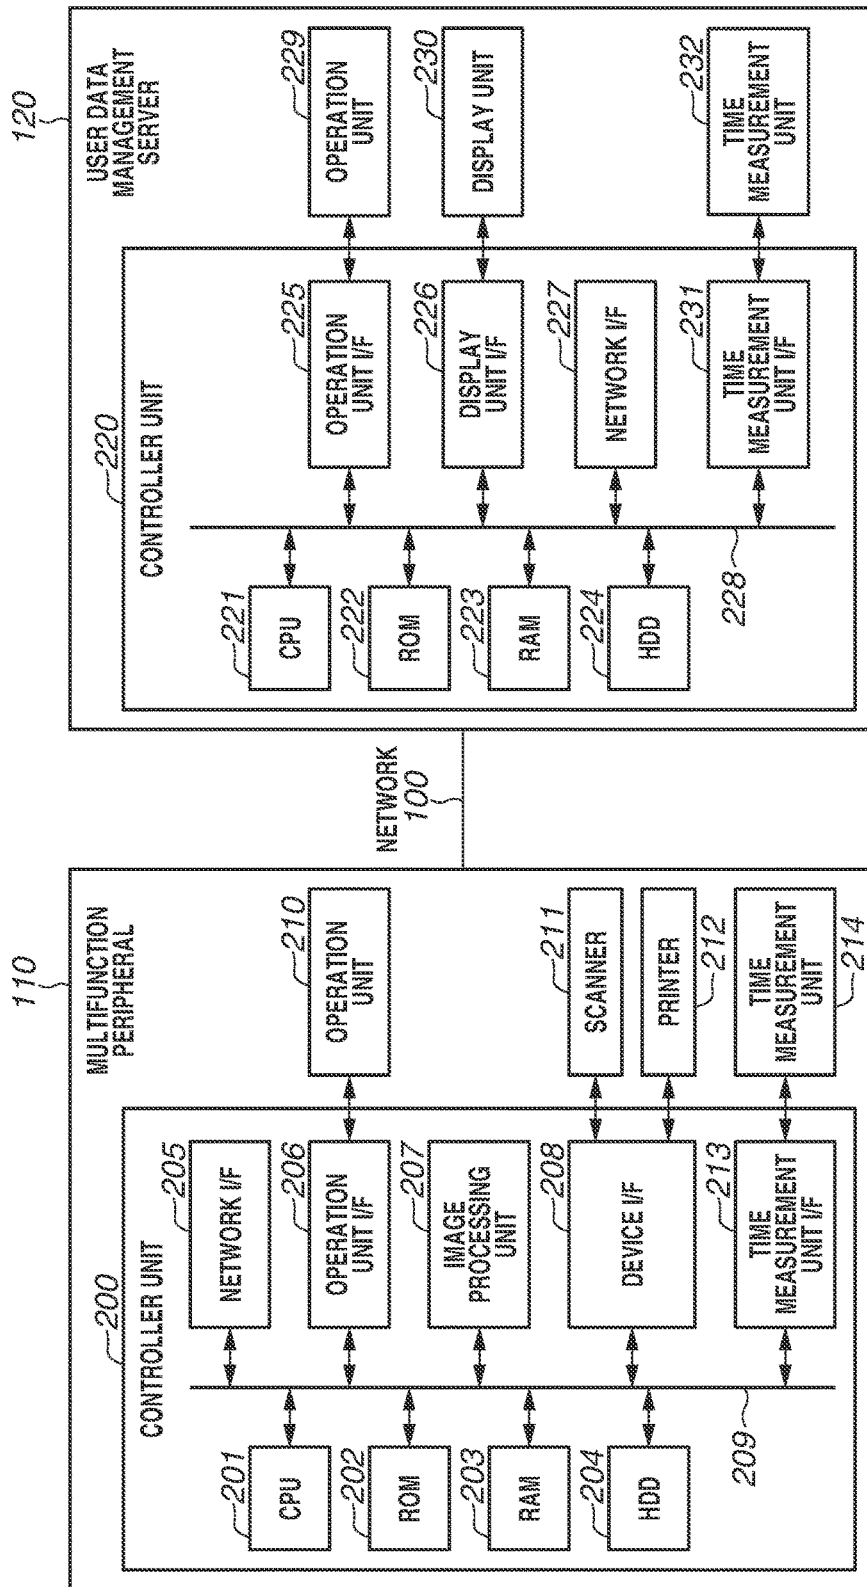 110
MULTIFUNCTION
PERIPHERAL
200
CONTROLLER UNIT
201
CPU
202
ROM
203
RAM
204
HDD
205
NETWORK I/F
206
OPERATION
UNIT I/F
207
IMAGE
PROCESSING
UNIT
208
DEVICE I/F
213
TIME
MEASUREMENT
UNIT I/F
209
210
OPERATION
UNIT
211
SCANNER
PRINTER
212
TIME
MEASUREMENT
UNIT
214
NETWORK
100
120
USER DATA
MANAGEMENT
SERVER
220
CONTROLLER UNIT
221
CPU
222
ROM
223
RAM
224
HDD
225
OPERATION
UNIT I/F
226
DISPLAY
UNIT I/F
227
NETWORK I/F
231
TIME
MEASUREMENT
UNIT I/F
228
229
OPERATION
UNIT
230
DISPLAY UNIT
232
TIME
MEASUREMENT
UNIT